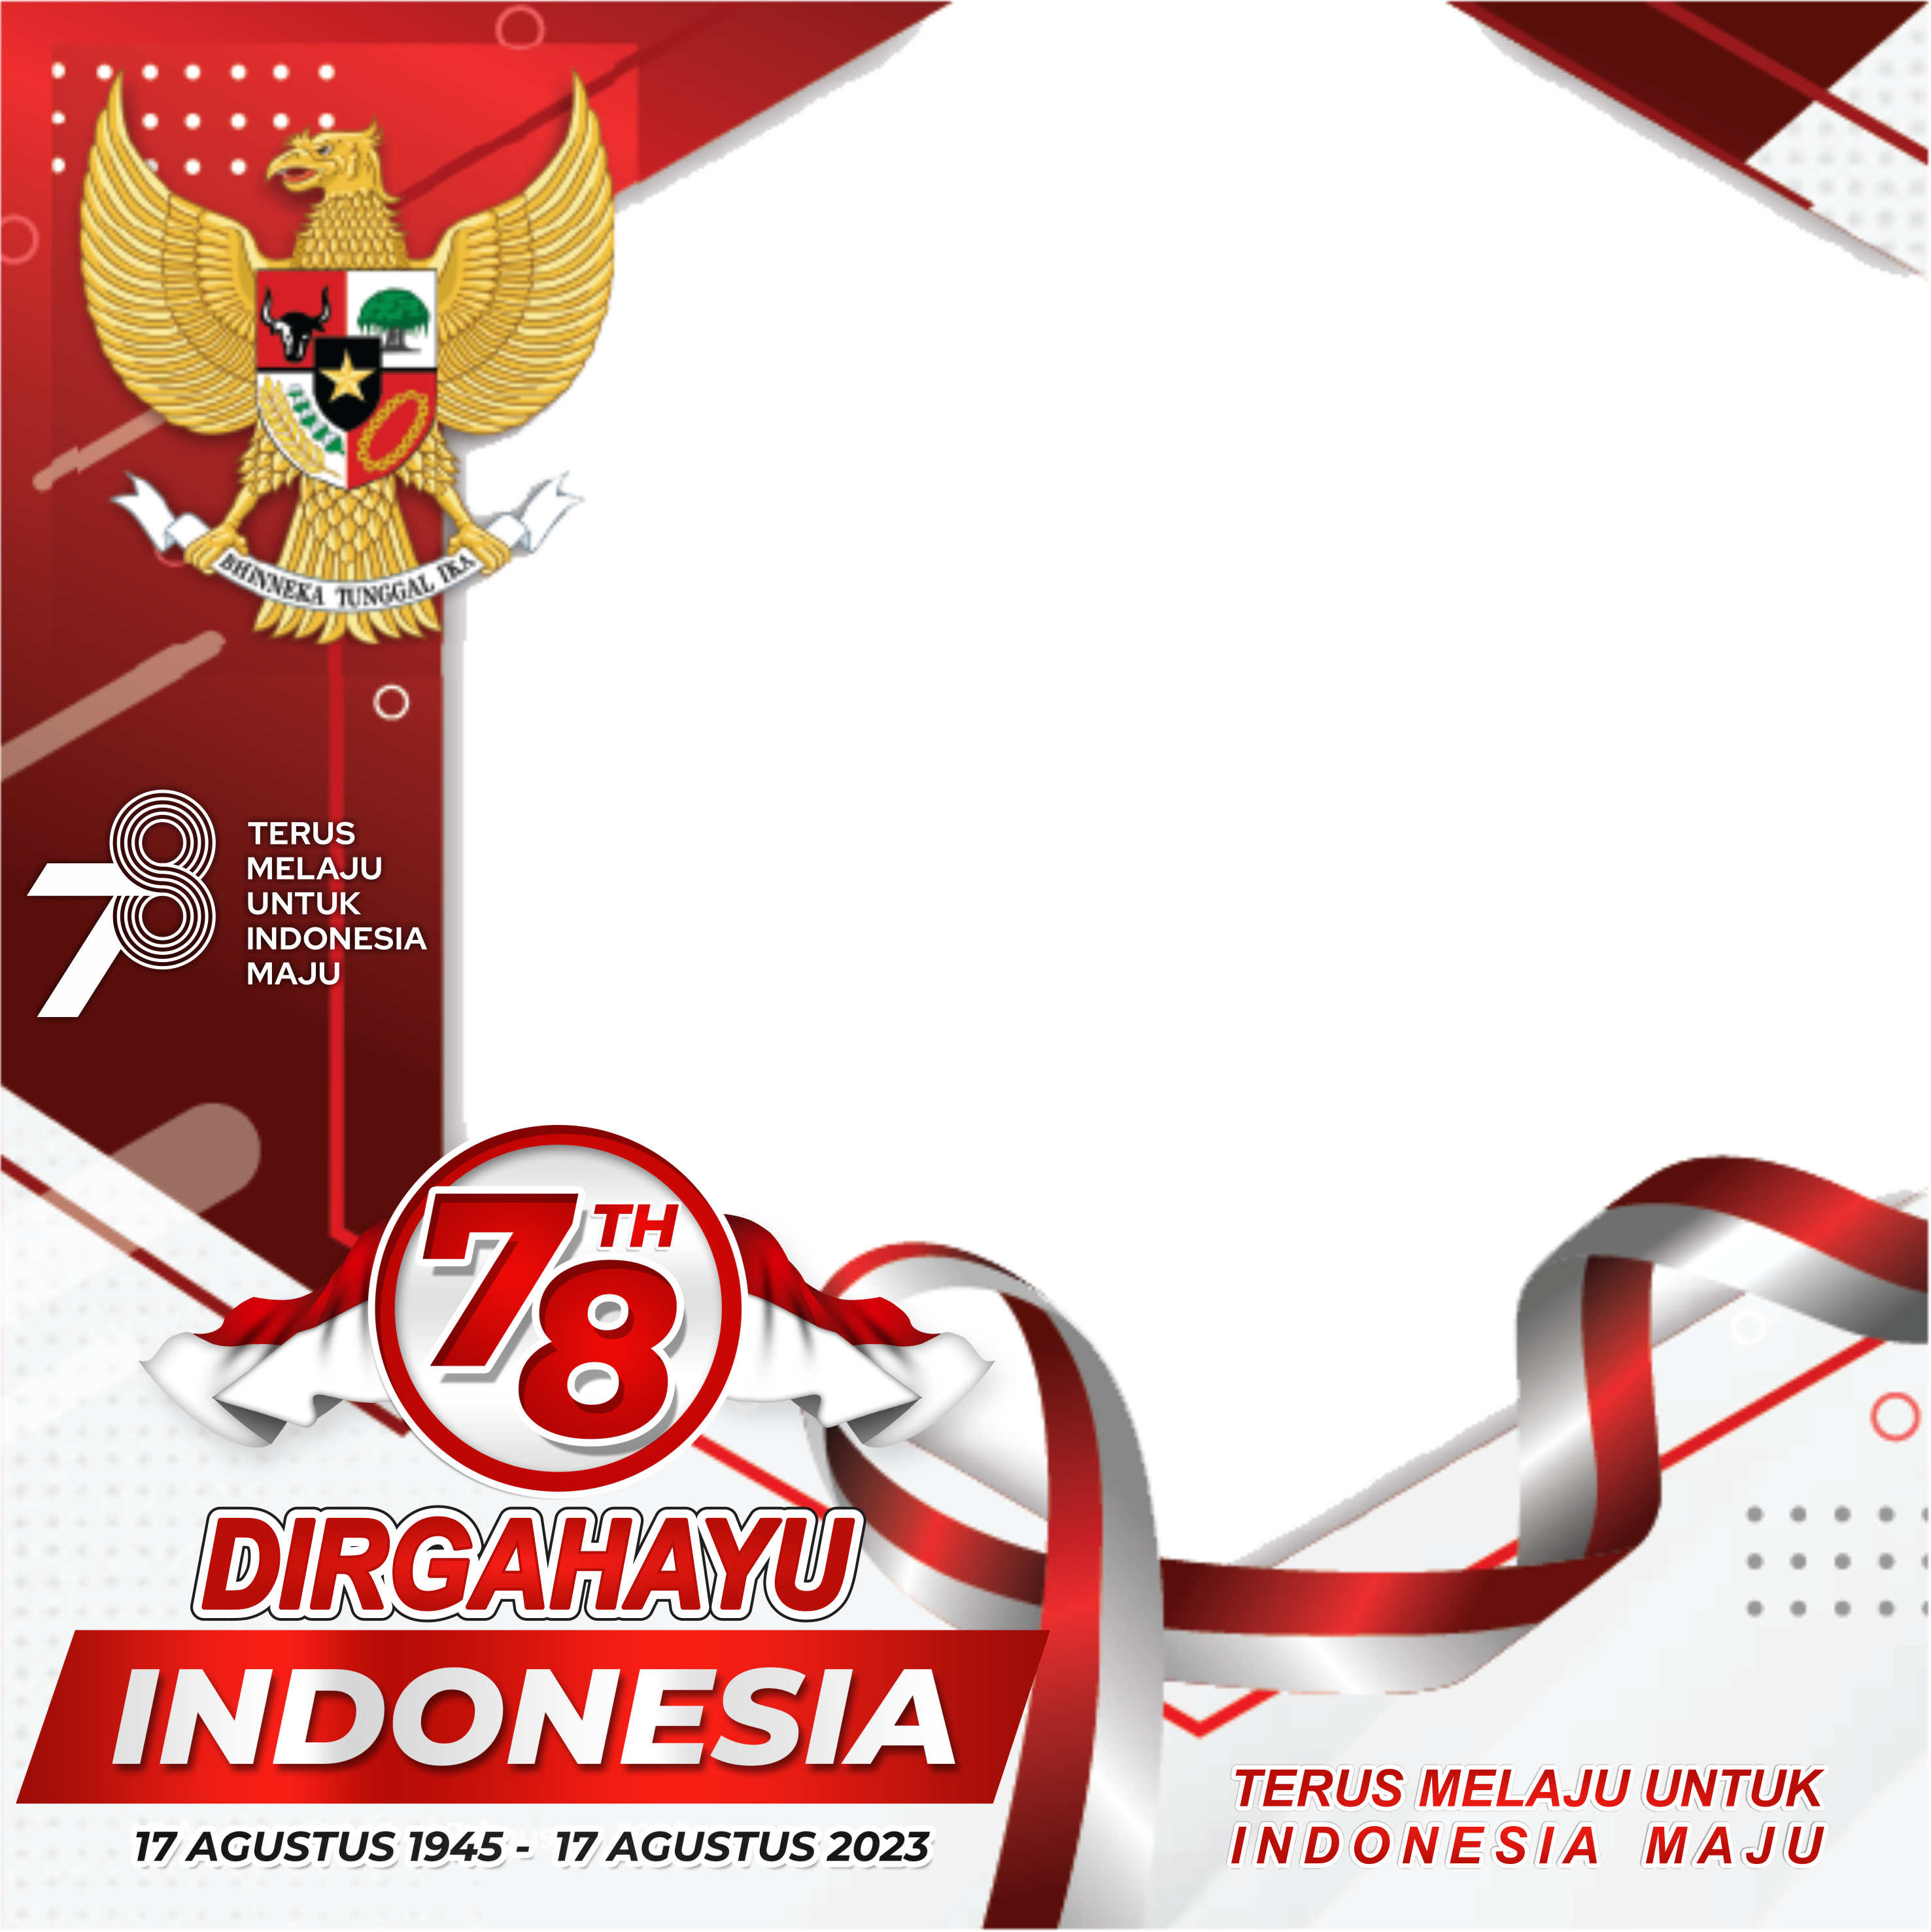 BHINNEKA TUNGGAL IKA
78
TERUS
MELAJU
UNTUK
INDONESIA
MAJU
78TH
DIRGAHAYU
INDONESIA
17 AGUSTUS 1945 - 17 AGUSTUS 2023
TERUS MELAJU UNTUK
INDONESIA MAJU